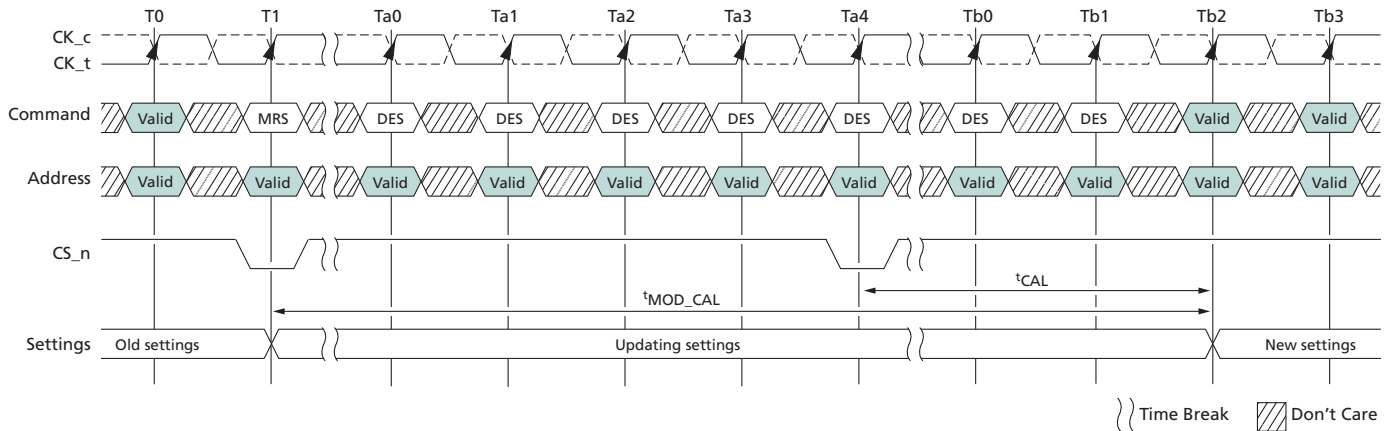 T0 T1 Ta0 Ta1 Ta2 Ta3 Ta4 Tb0 Tb1 Tb2 Tb3
CK_c
CK_t
Command Valid MRS DES DES DES DES DES DES DES Valid Valid
Address Valid Valid Valid Valid Valid Valid Valid Valid Valid Valid Valid
CS_n
tCAL
tMOD_CAL
Settings Old settings Updating settings New settings
Time Break Don't Care